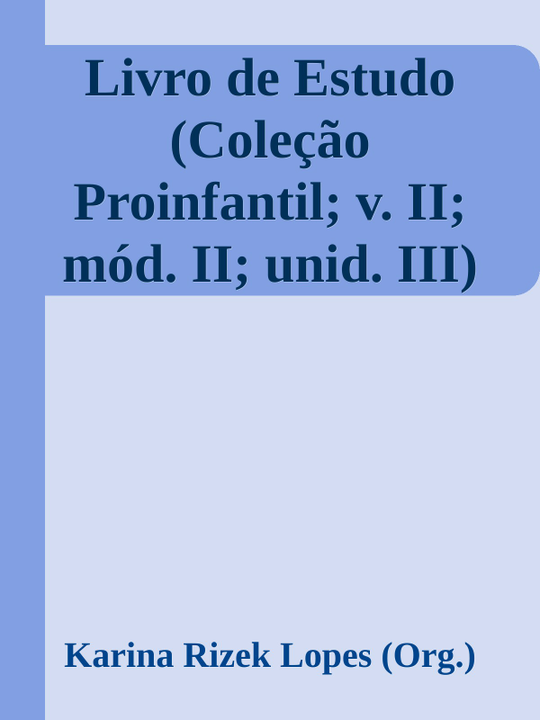 Livro de Estudo
(Coleção
Proinfantil; v. II;
mód. II; unid. III)
Karina Rizek Lopes (Org.)